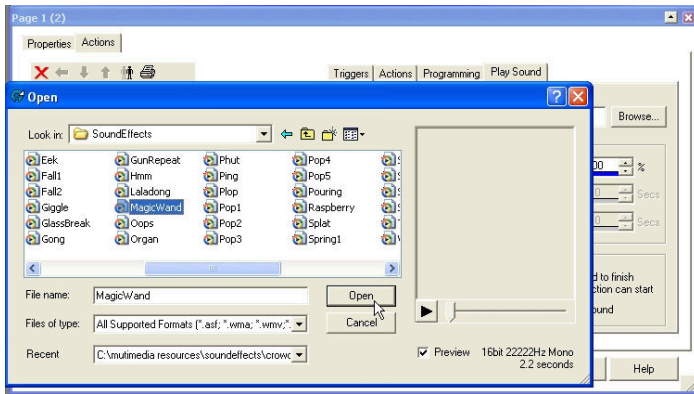 Page 1 (2)
Properties Actions
Triggers Actions Programming Play Sound
Open
Browse...
Look in: SoundEffects
Eek GunRepeat Phut Pop4
Fall1 Hmm Ping Pop5
Fall2 Laladong Plop Pouring
Giggle MagicWand Pop1 Raspberry
GlassBreak Oops Pop2 Splat
Gong Organ Pop3 Spring1
%
Secs
Secs
File name: MagicWand Open
Files of type: All Supported Formats (*.asf; *.wma; *.wmv;*. Cancel
Recent C:\mutimedia resources\soundeffects\crowc
Preview 16bit 22222Hz Mono
2.2 seconds
d to finish
ction can start
und
Help